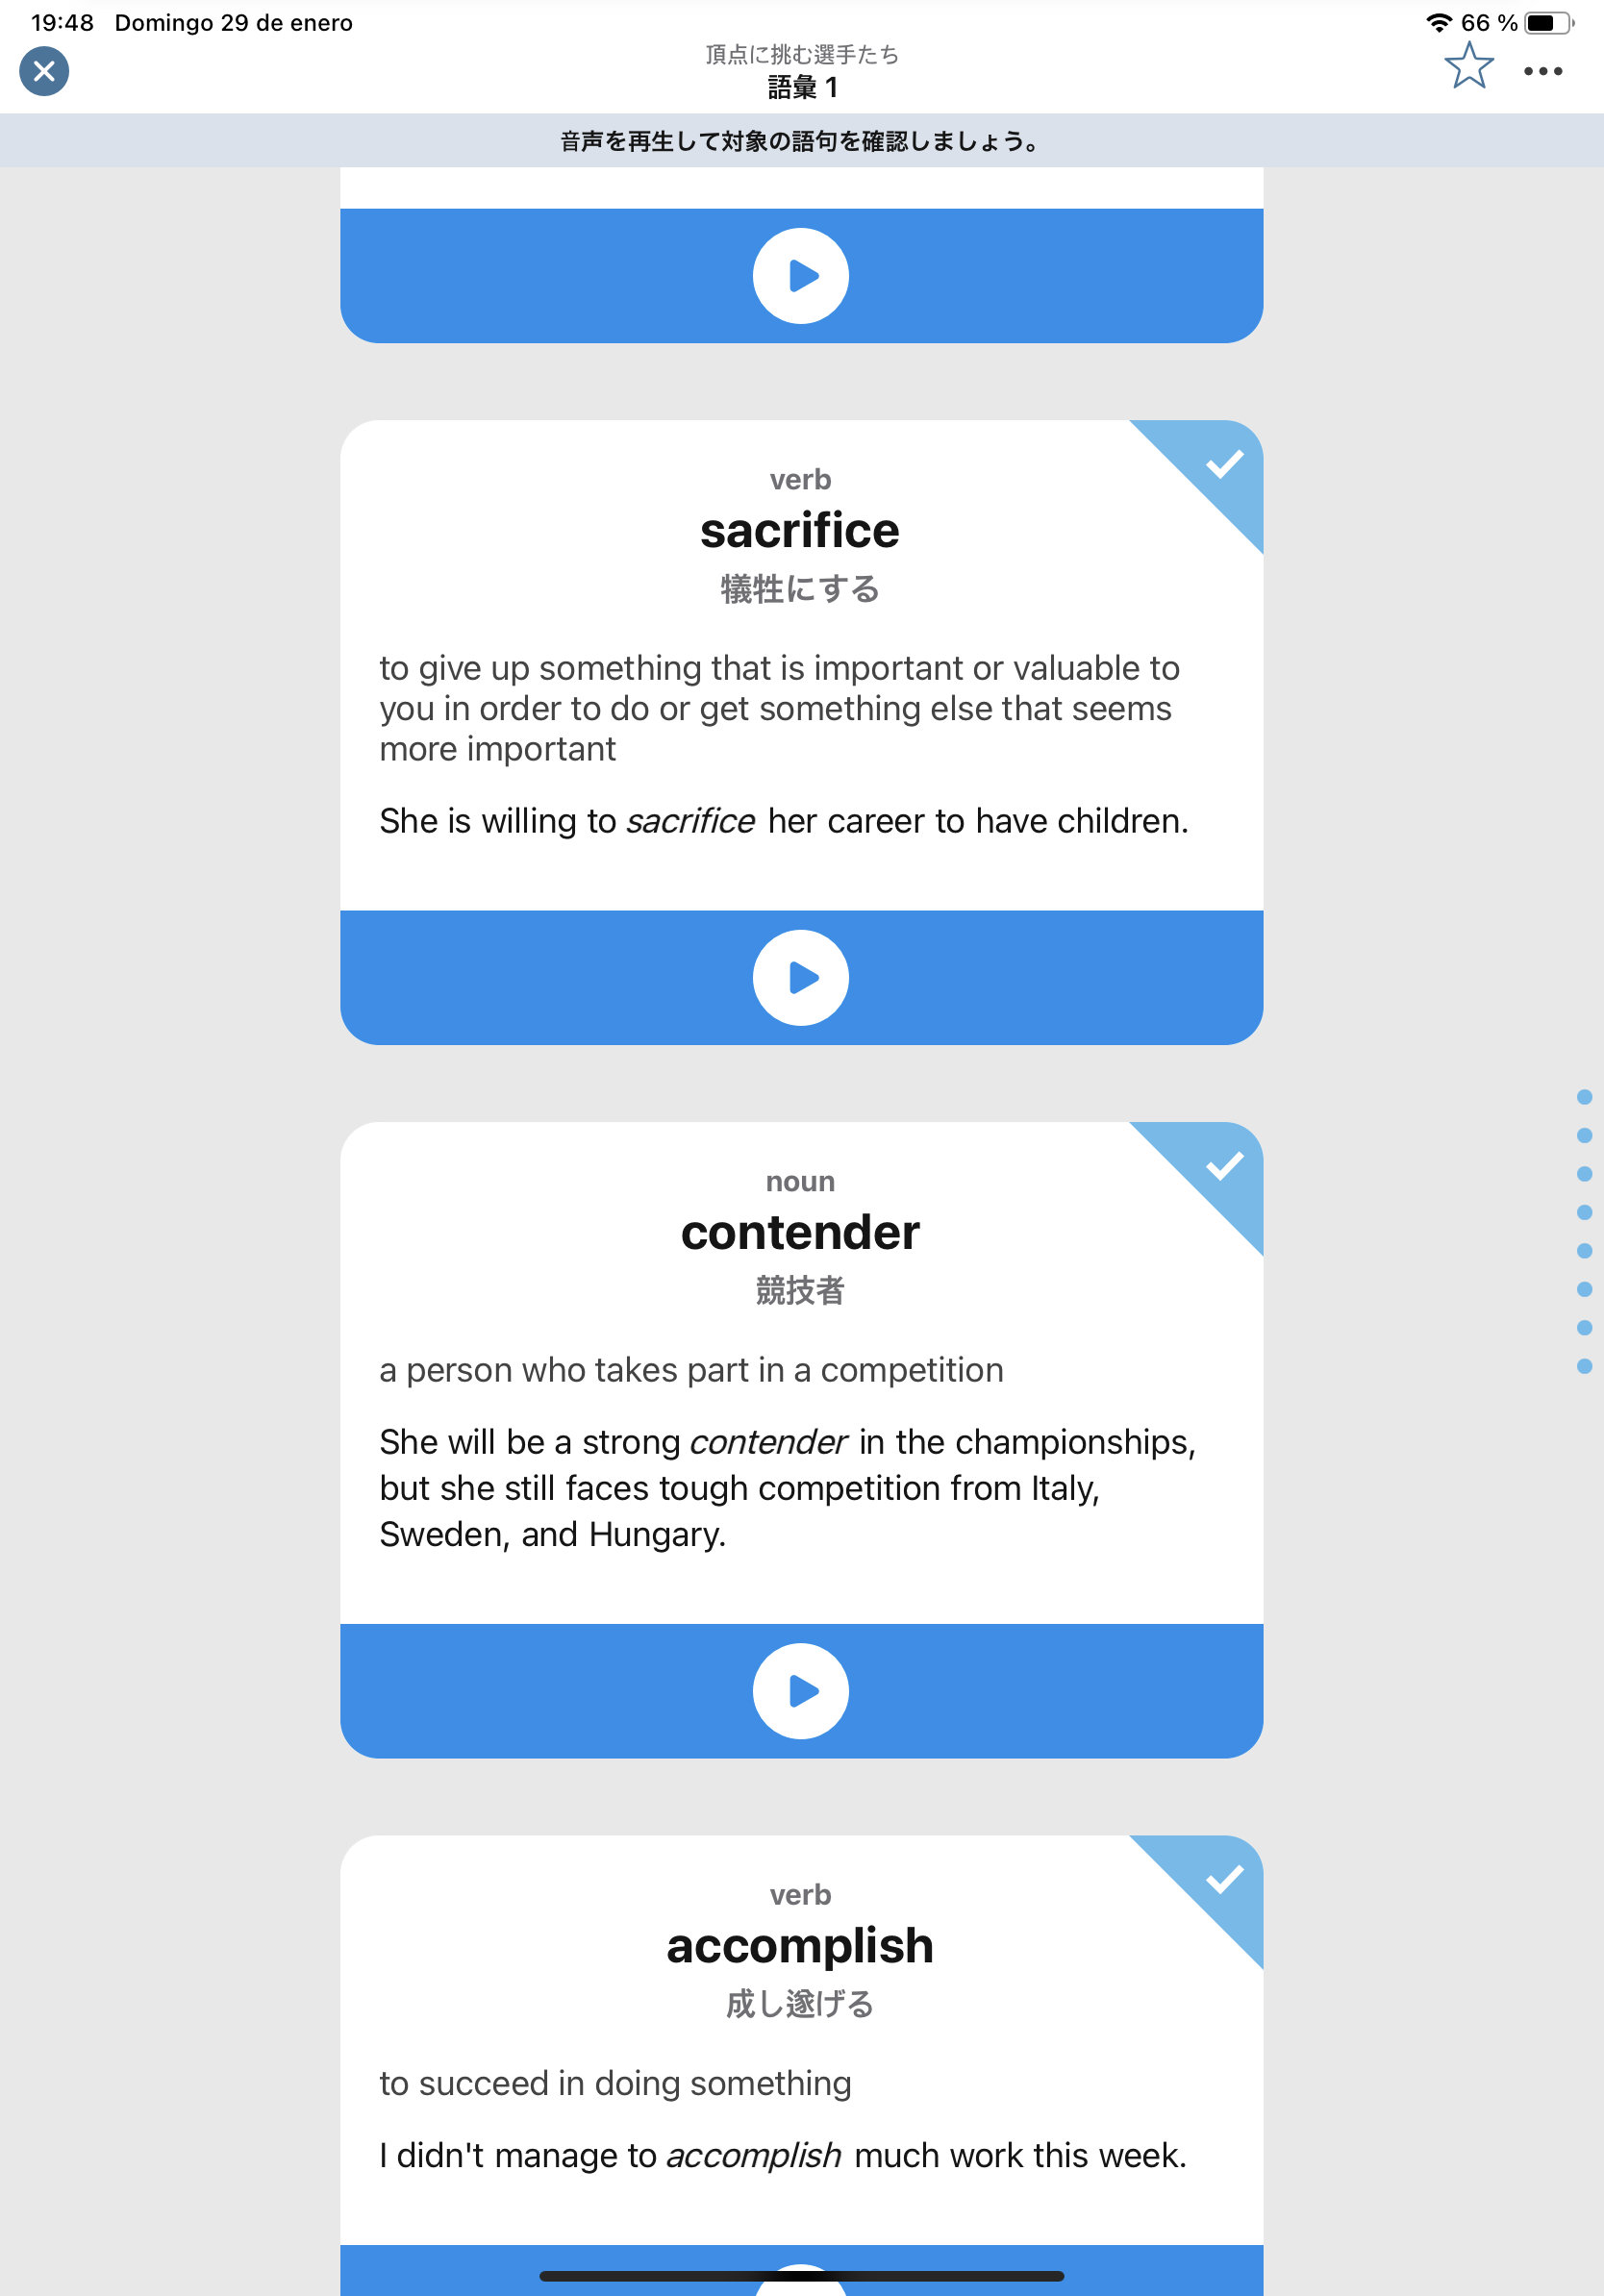 19:48 Domingo 29 de enero
66 %
頂点に挑む選手たち
語彙 1
音声を再生して対象の語句を確認しましょう。
verb
sacrifice
犠牲にする
to give up something that is important or valuable to
you in order to do or get something else that seems
more important
She is willing to sacrifice her career to have children.
noun
contender
競技者
a person who takes part in a competition
She will be a strong contender in the championships,
but she still faces tough competition from Italy,
Sweden, and Hungary.
verb
accomplish
成し遂げる
to succeed in doing something
I didn't manage to accomplish much work this week.